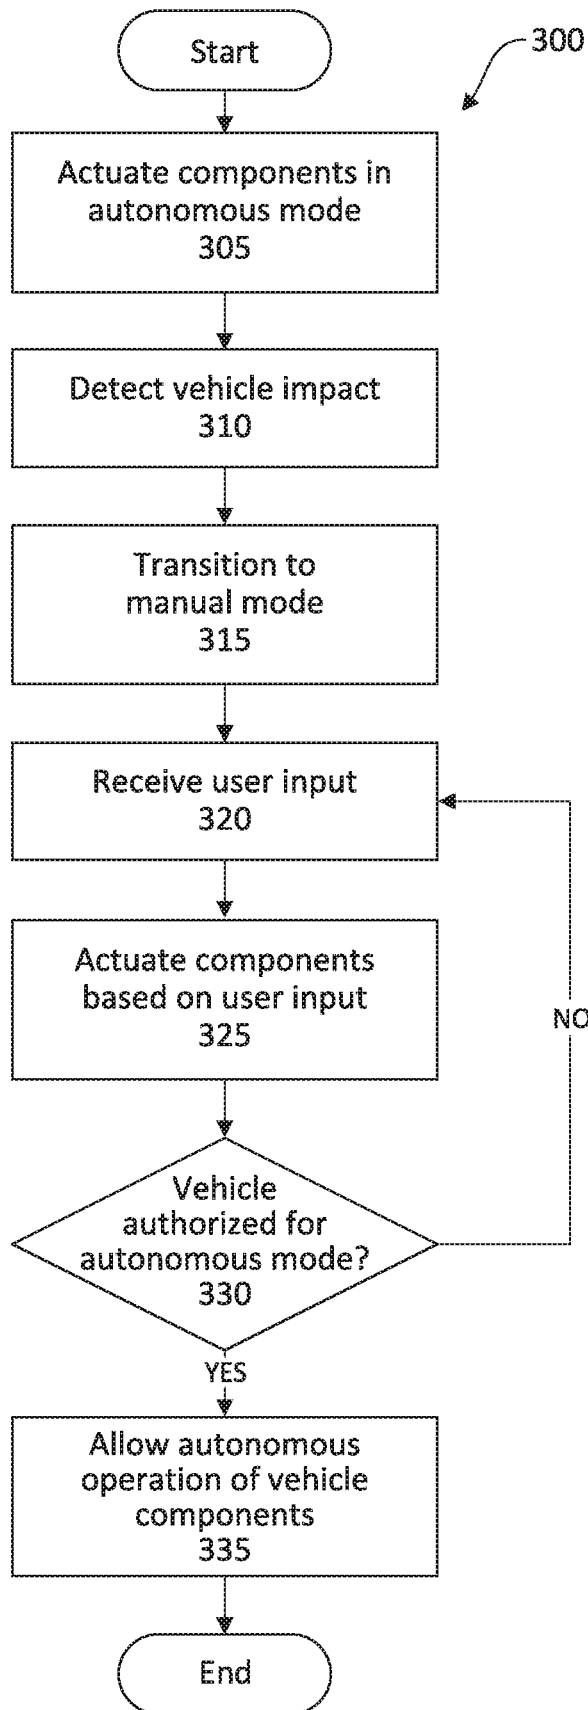 Start
300
Actuate components in
autonomous mode
305
Detect vehicle impact
310
Transition to
manual mode
315
Receive user input
320
Actuate components
based on user input
325
NO
Vehicle
authorized for
autonomous mode?
330
YES
Allow autonomous
operation of vehicle
components
335
End